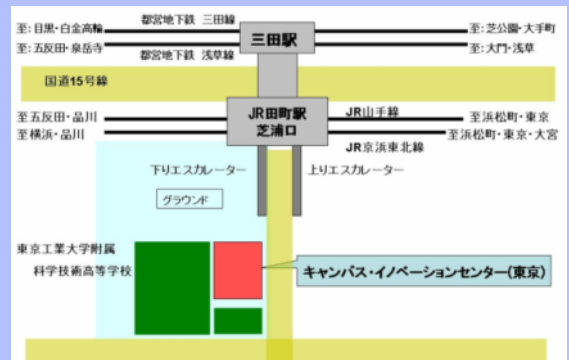 都営地下鉄 三田線
至:目黒・白金高輪
三田駅
至:芝公園・大手町
至:五反田・泉岳寺
至:大門・浅草
都営地下鉄 浅草線
国道15号線
JR田町駅
芝浦口
JR山手線
至五反田・品川
至浜松町・東京
至横浜・品川
至浜松町・東京・大宮
JR京浜東北線
下りエスカレーター
上りエスカレーター
グラウンド
東京工業大学附属
科学技術高等学校
キャンパス・イノベーションセンター(東京)